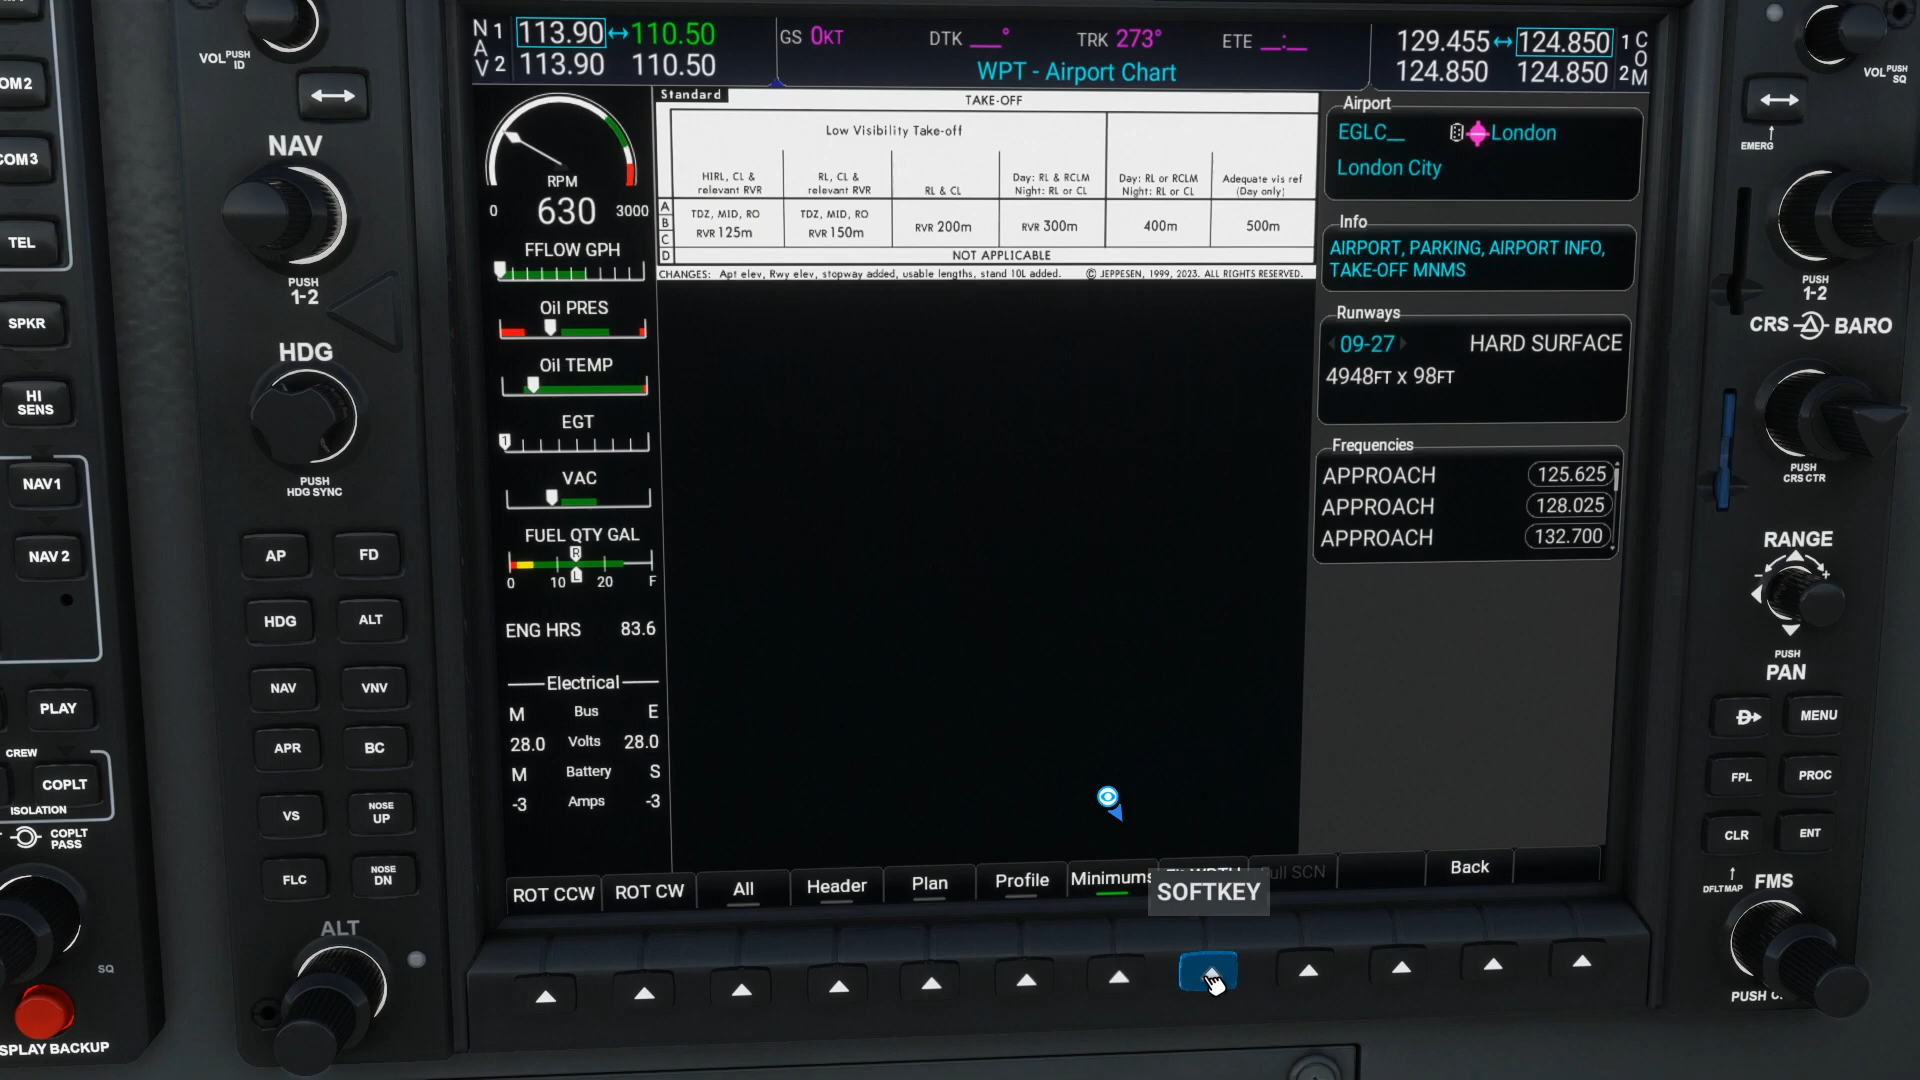 N 1 113.90 ↔ 110.50
A
V 2 113.90 110.50
GS 0KT DTK ___° TRK 273° ETE __:__
WPT - Airport Chart
129.455 ↔ 124.850 1 C
O
124.850 124.850 2 M
VOL PUSH ID
COM2
COM3
TEL
SPKR
HI SENS
NAV1
NAV 2
PLAY
CREW
COPLT
ISOLATION
COPLT PASS
SQ
DISPLAY BACKUP
NAV
PUSH
1-2
HDG
PUSH
HDG SYNC
AP FD
HDG ALT
NAV VNV
APR BC
VS NOSE UP
FLC NOSE DN
ALT
RPM
0 630 3000
FFLOW GPH
Oil PRES
Oil TEMP
EGT
1
VAC
FUEL QTY GAL
R
L
0 10 20 F
ENG HRS 83.6
Electrical
M Bus E
28.0 Volts 28.0
M Battery S
-3 Amps -3
Standard
TAKE-OFF
Low Visibility Take-off
HIRL, CL & relevant RVR
RL, CL & relevant RVR
RL & CL
Day: RL & RCLM
Night: RL or CL
Day: RL or RCLM
Night: RL or CL
Adequate vis ref
(Day only)
A
B
C
D
TDZ, MID, RO
RVR 125m
TDZ, MID, RO
RVR 150m
RVR 200m
RVR 300m
400m
500m
NOT APPLICABLE
CHANGES: Apt elev, Rwy elev, stopway added, usable lengths, stand 10L added. © JEPPESEN, 1999, 2023. ALL RIGHTS RESERVED.
Airport
EGLC__ London
London City
Info
AIRPORT, PARKING, AIRPORT INFO,
TAKE-OFF MNMS
Runways
09-27 HARD SURFACE
4948FT x 98FT
Frequencies
APPROACH 125.625
APPROACH 128.025
APPROACH 132.700
ROT CCW ROT CW All Header Plan Profile Minimums Full SCN Back
SOFTKEY
VOL PUSH SQ
EMERG
PUSH
1-2
CRS BARO
PUSH
CRS CTR
RANGE
- +
PUSH
PAN
D MENU
FPL PROC
CLR ENT
DFLT MAP FMS
PUSH